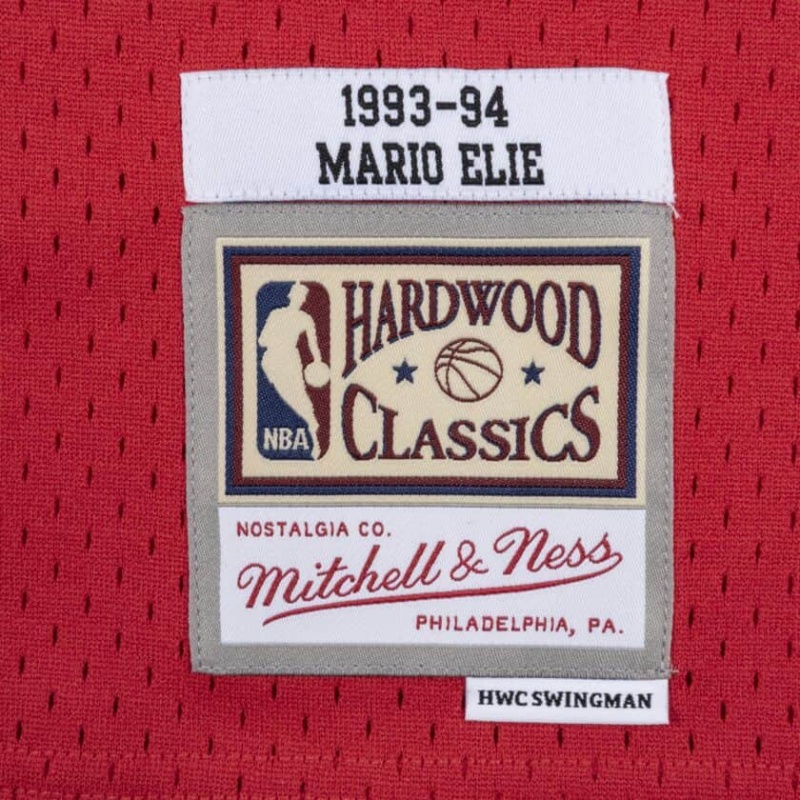 1993-94
MARIO ELIE
HARDWOOD
CLASSICS
NBA
NOSTALGIA CO.
Mitchell & Ness
PHILADELPHIA, PA.
HWC SWINGMAN